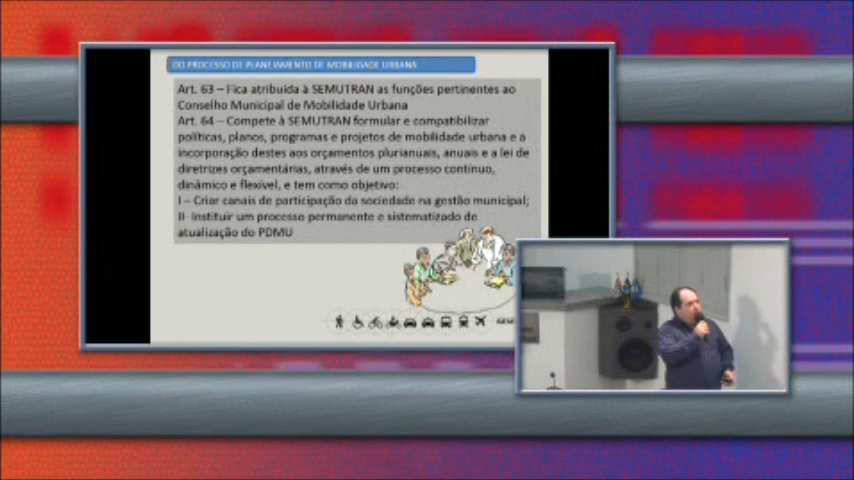 DO PROCESSO DE PLANEJAMENTO DE MOBILIDADE URBANA
Art. 63 – Fica atribuída à SEMUTRAN as funções pertinentes ao
Conselho Municipal de Mobilidade Urbana
Art. 64 – Compete à SEMUTRAN formular e compatibilizar
políticas, planos, programas e projetos de mobilidade urbana e a
incorporação destes aos orçamentos plurianuais, anuais e a lei de
diretrizes orçamentárias, através de um processo contínuo,
dinâmico e flexível, e tem como objetivo:
I – Criar canais de participação da sociedade na gestão municipal;
II- Instituir um processo permanente e sistematizado de
atualização do PDMU